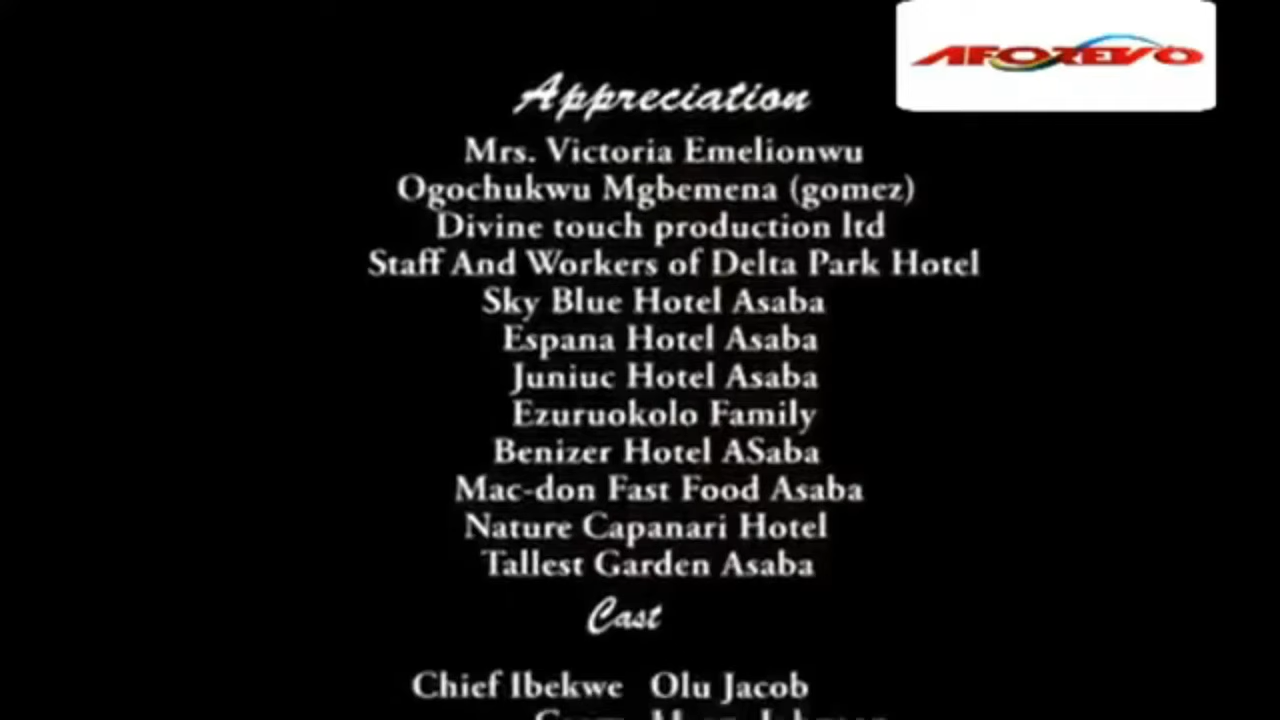 AFOREVO
Appreciation
Mrs. Victoria Emelionwu
Ogochukwu Mgbemena (gomez)
Divine touch production ltd
Staff And Workers of Delta Park Hotel
Sky Blue Hotel Asaba
Espana Hotel Asaba
Juniuc Hotel Asaba
Ezuruokolo Family
Benizer Hotel ASaba
Mac-don Fast Food Asaba
Nature Capanari Hotel
Tallest Garden Asaba
Cast
Chief Ibekwe Olu Jacob